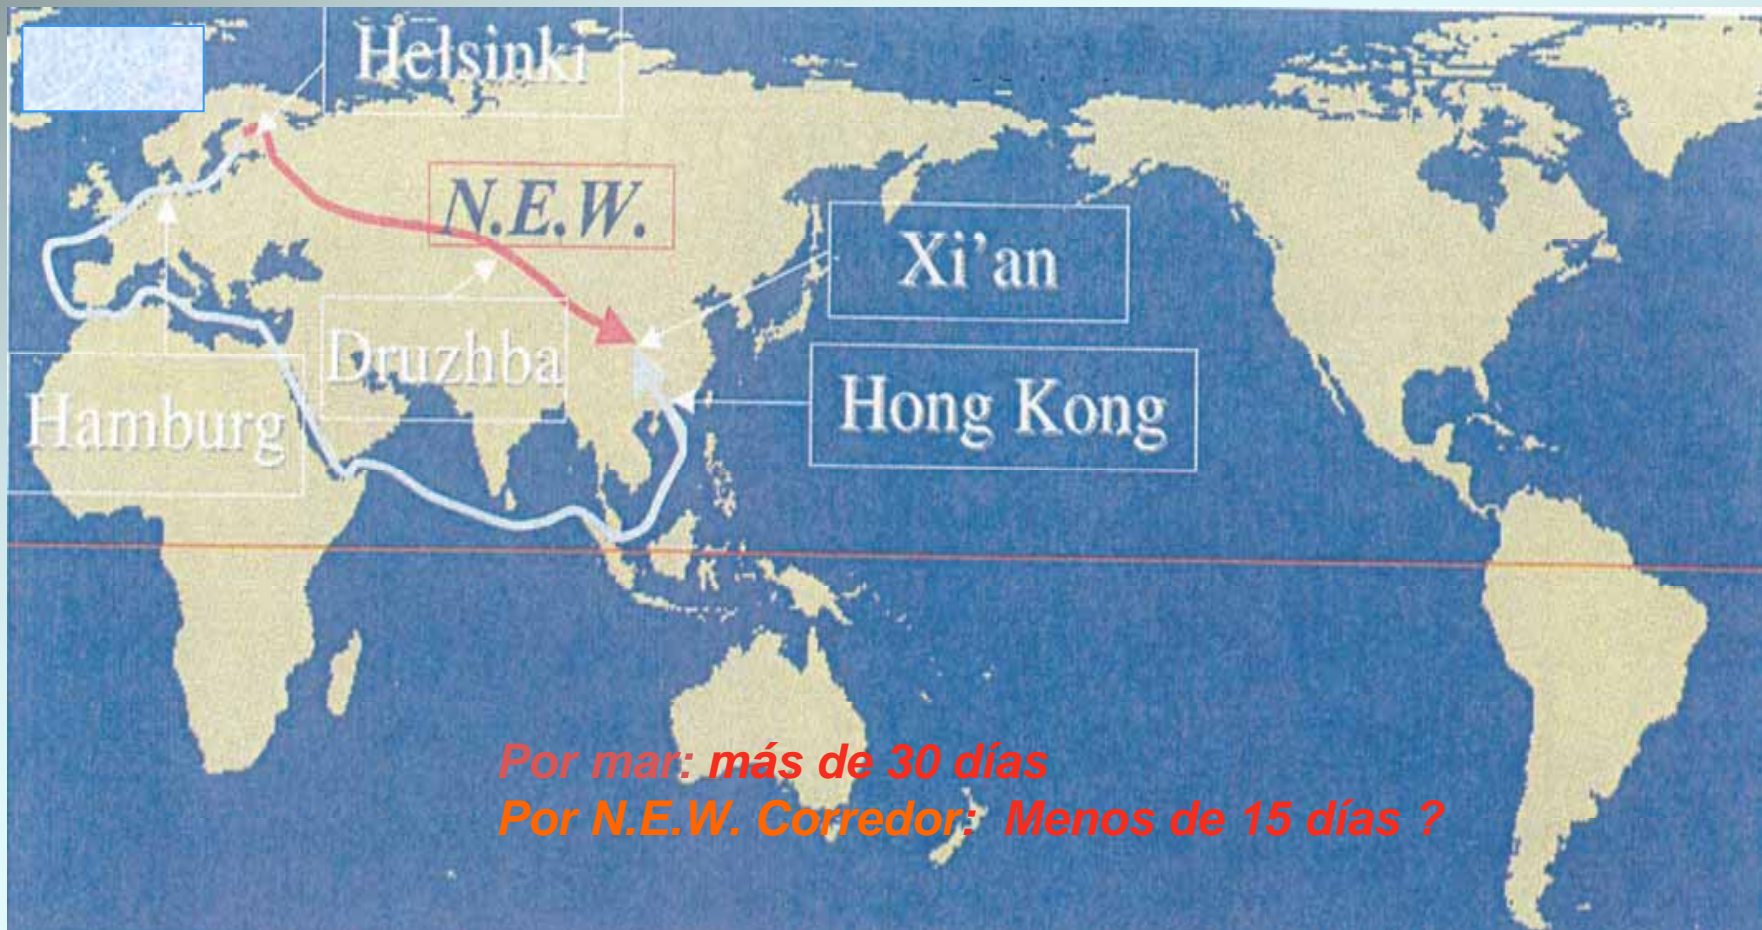 Helsinki
N.E.W.
Xi'an
Druzhba
Hong Kong
Hamburg
Por mar: más de 30 días
Por N.E.W. Corredor: Menos de 15 días ?